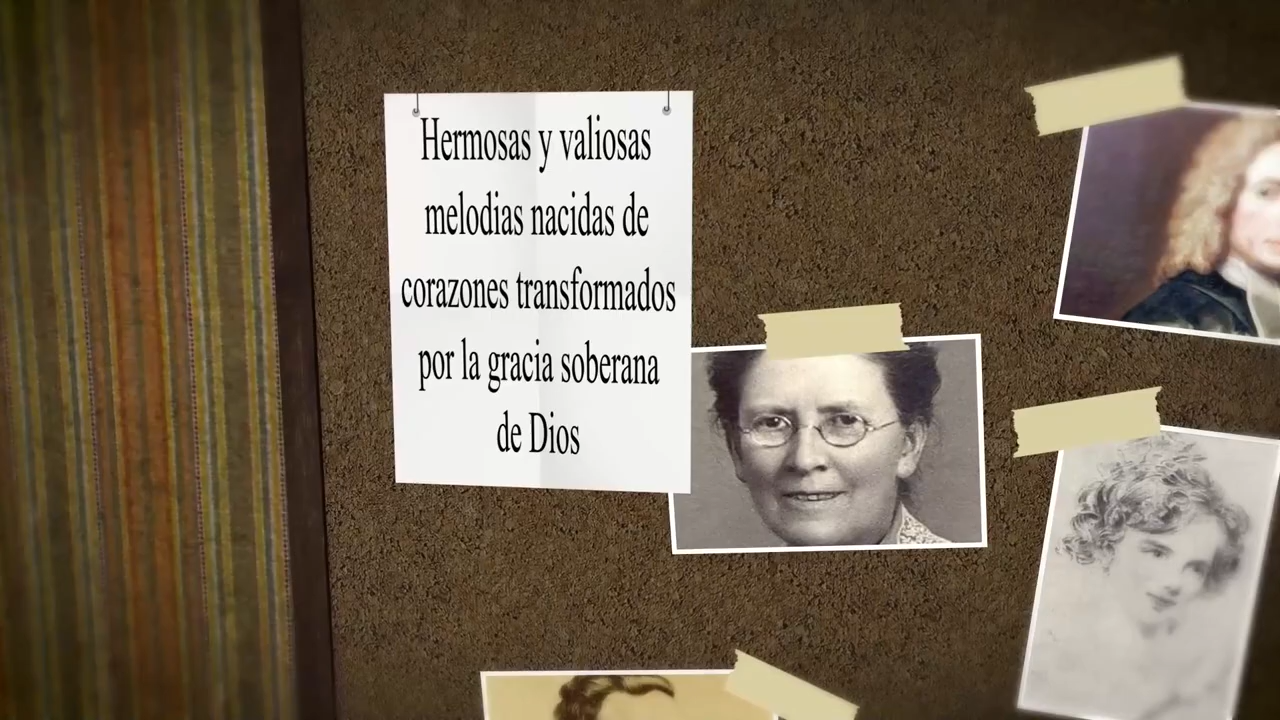 Hermosas y valiosas
melodias nacidas de
corazones transformados
por la gracia soberana
de Dios